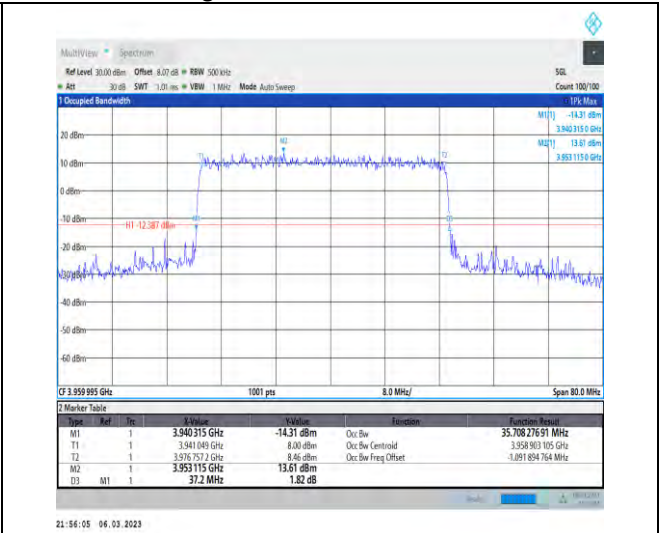 MultiView Spectrum
Ref Level 30.00 dBm Offset 8.07 dB RBW 500 kHz SGL
Att 30 dB SWT 1.01 ms VBW 1 MHz Mode Auto Sweep Count 100/100
1 Occupied Bandwidth 1Pk Max
M1[1] -14.31 dBm
3.940 315 0 GHz
M2[1] 13.61 dBm
3.953 115 0 GHz
20 dBm
M2
T1 T2
10 dBm
0 dBm
-10 dBm
M1 D3
H1 -12.387 dBm
-20 dBm
-30 dBm
-40 dBm
-50 dBm
-60 dBm
CF 3.959 995 GHz 1001 pts 8.0 MHz/ Span 80.0 MHz
2 Marker Table
Type Ref Trc X-Value Y-Value Function Function Result
M1 1 3.940 315 GHz -14.31 dBm Occ Bw 35.708 276 91 MHz
T1 1 3.941 049 GHz 8.00 dBm Occ Bw Centroid 3.958 903 105 GHz
T2 1 3.976 757 2 GHz 8.46 dBm Occ Bw Freq Offset -1.091 894 764 MHz
M2 1 3.953 115 GHz 13.61 dBm
D3 M1 1 37.2 MHz 1.82 dB
21:56:05 06.03.2023